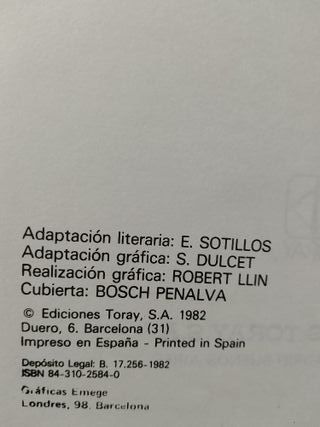 Adaptación literaria: E. SOTILLOS
Adaptación gráfica: S. DULCET
Realización gráfica: ROBERT LLIN
Cubierta: BOSCH PENALVA
© Ediciones Toray, S.A. 1982
Duero, 6. Barcelona (31)
Impreso en España - Printed in Spain
Depósito Legal: B. 17.256-1982
ISBN 84-310-2584-0
Gráficas Emege
Londres, 98. Barcelona